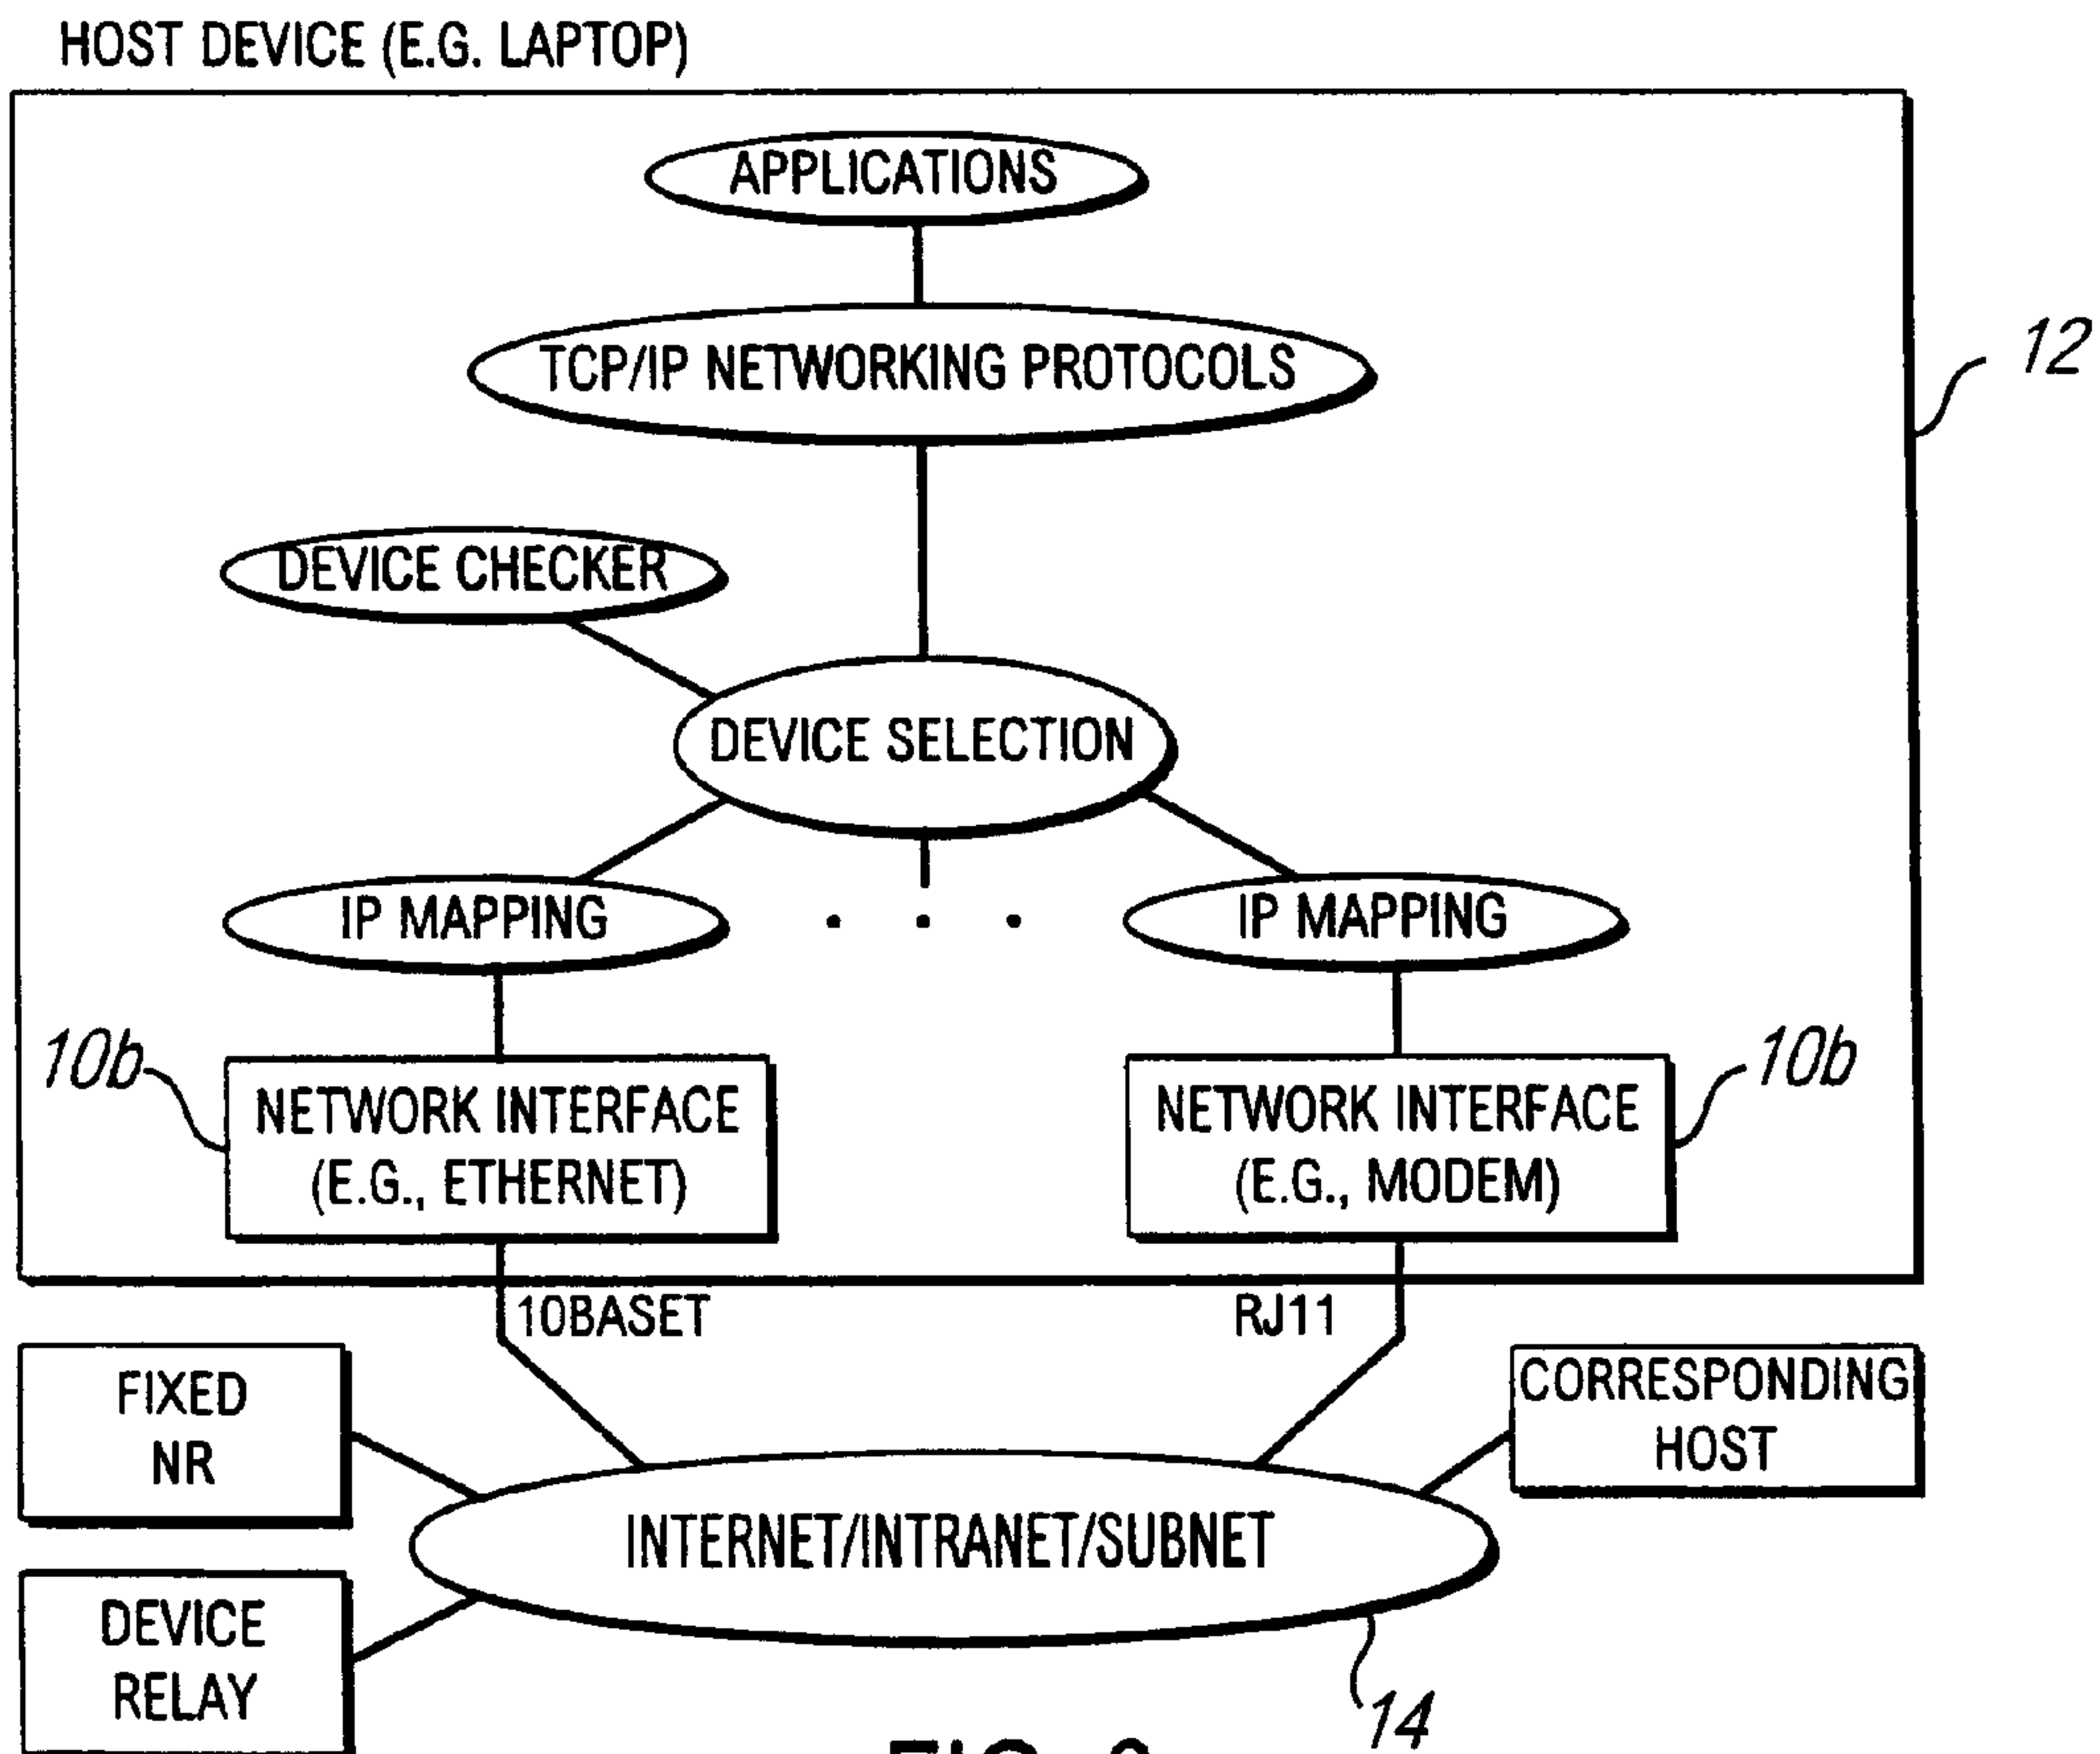 HOST DEVICE (E.G. LAPTOP)
APPLICATIONS
TCP/IP NETWORKING PROTOCOLS
12
DEVICE CHECKER
DEVICE SELECTION
IP MAPPING
. . .
IP MAPPING
10b
NETWORK INTERFACE
(E.G., ETHERNET)
NETWORK INTERFACE
(E.G., MODEM)
10b
10BASET
RJ11
FIXED
NR
CORRESPONDING
HOST
INTERNET/INTRANET/SUBNET
DEVICE
RELAY
14
FIG.